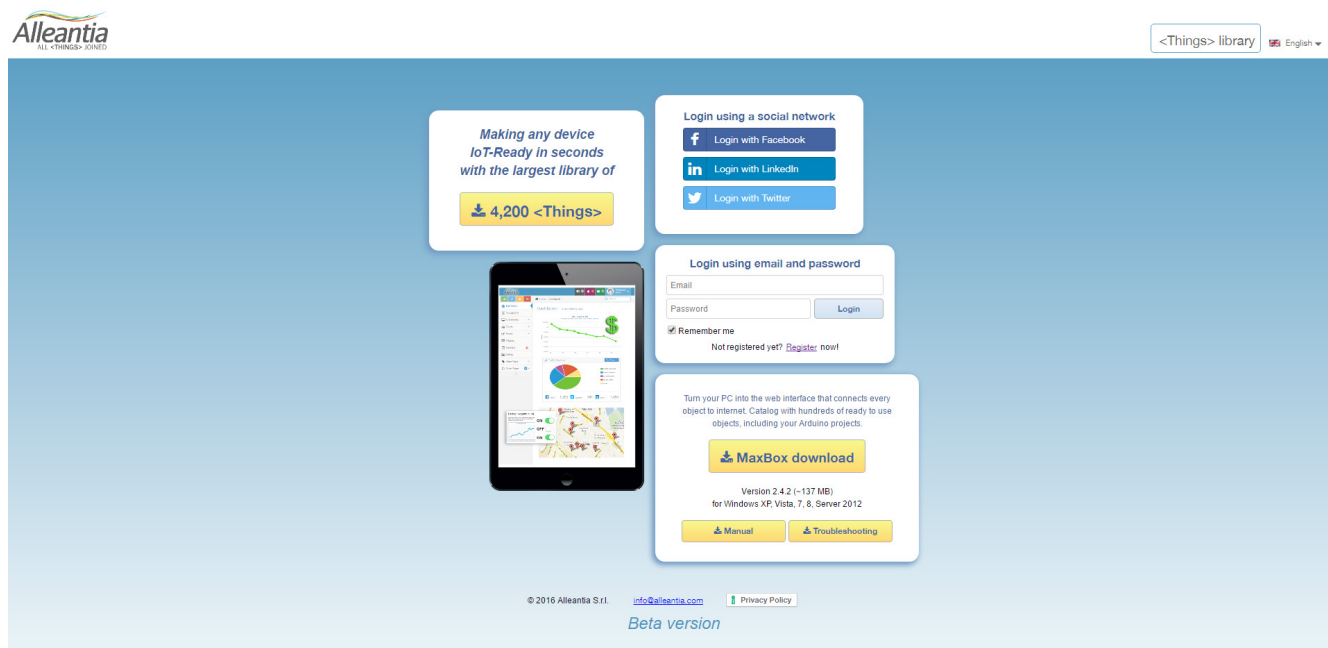 Alleantia
ALL <THINGS> JOINED
<Things> library
English
Making any device
IoT-Ready in seconds
with the largest library of
4,200 <Things>
Login using a social network
Login with Facebook
Login with LinkedIn
Login with Twitter
Login using email and password
Email
Password
Login
Remember me
Not registered yet? Register now!
ON
OFF
ON
Turn your PC into the web interface that connects every
object to internet. Catalog with hundreds of ready to use
objects, including your Arduino projects.
MaxBox download
Version 2.4.2 (~137 MB)
for Windows XP, Vista, 7, 8, Server 2012
Manual
Troubleshooting
© 2016 Alleantia S.r.l.
info@alleantia.com
Privacy Policy
Beta version